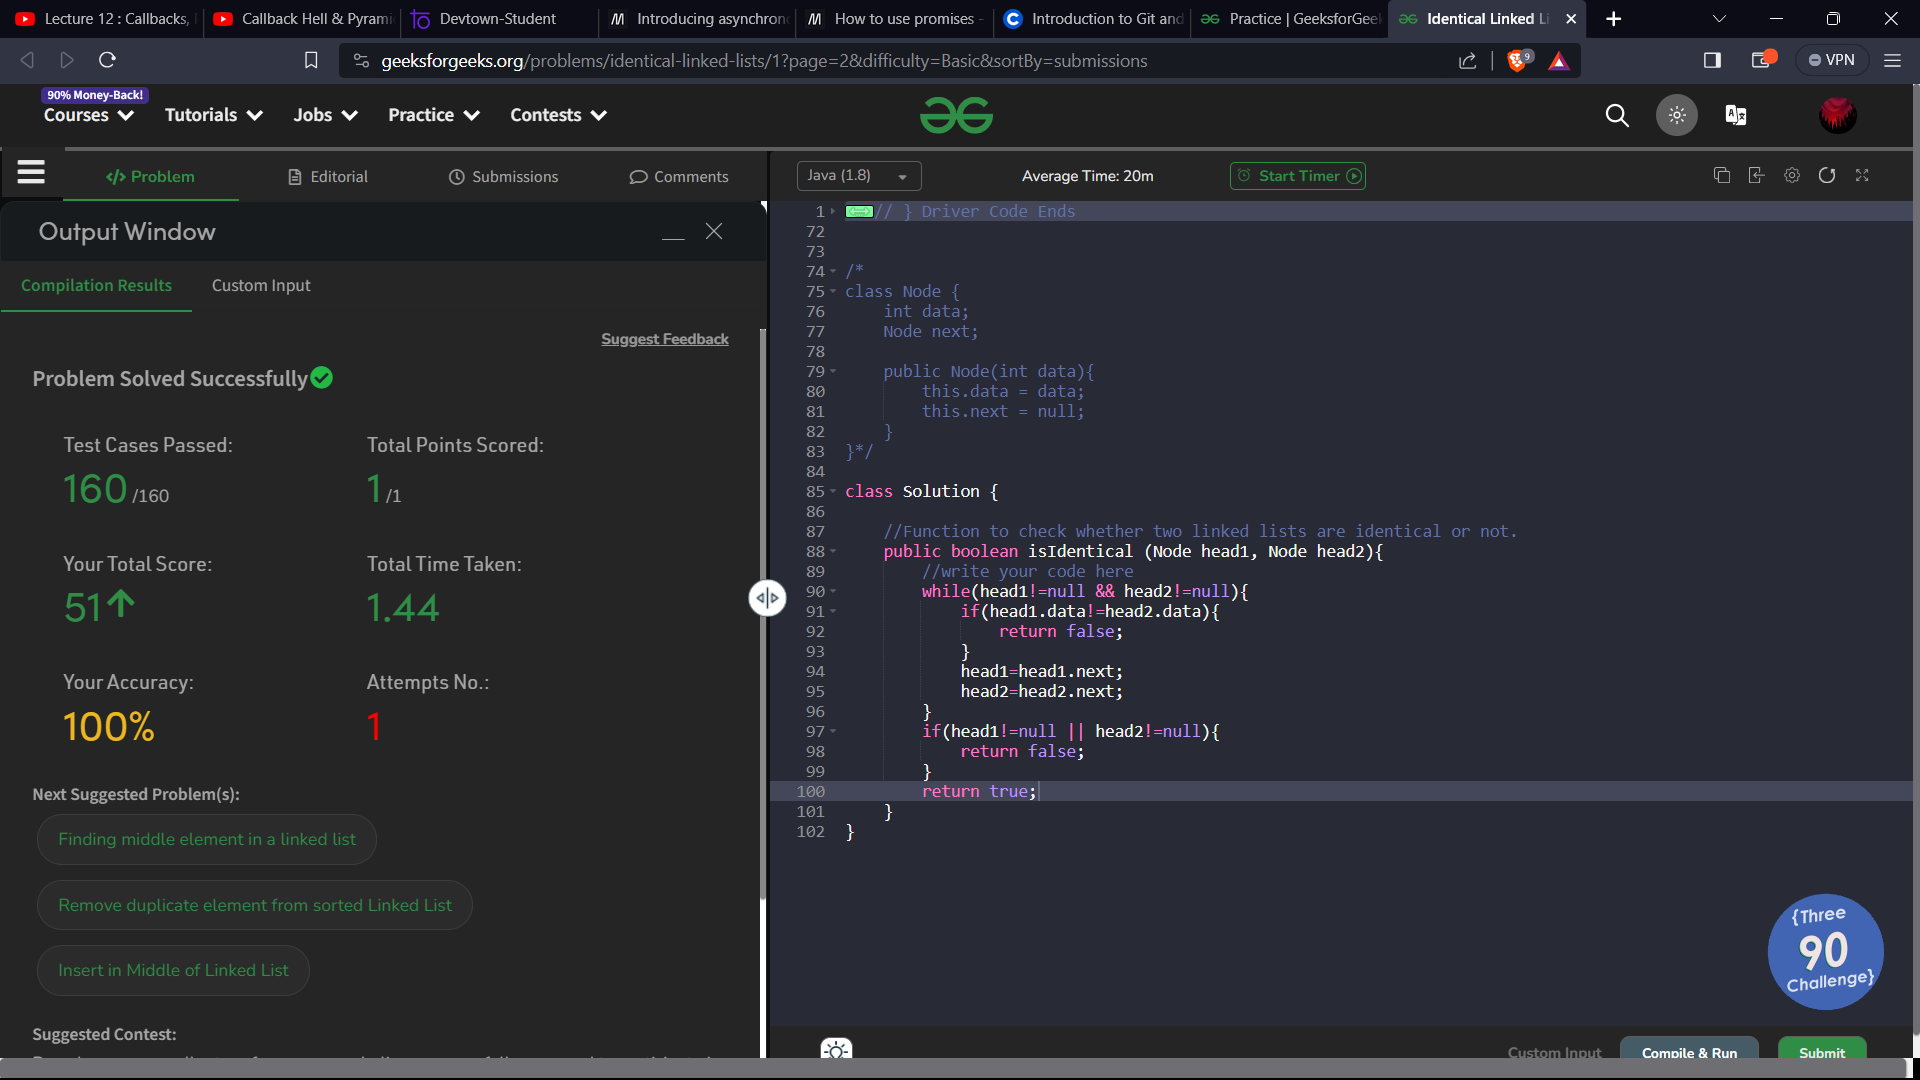 Lecture 12 : Callbacks,
Callback Hell & Pyrami
Devtown-Student
Introducing asynchron
How to use promises -
Introduction to Git and
Practice | GeeksforGeek
Identical Linked Li
geeksforgeeks.org/problems/identical-linked-lists/1?page=2&difficulty=Basic&sortBy=submissions
9
VPN
90% Money-Back!
Courses
Tutorials
Jobs
Practice
Contests
</> Problem
Editorial
Submissions
Comments
Java (1.8)
Average Time: 20m
Start Timer
Output Window
Compilation Results
Custom Input
Suggest Feedback
Problem Solved Successfully
Test Cases Passed:
160 /160
Total Points Scored:
1 /1
Your Total Score:
51
Total Time Taken:
1.44
Your Accuracy:
100%
Attempts No.:
1
Next Suggested Problem(s):
Finding middle element in a linked list
Remove duplicate element from sorted Linked List
Insert in Middle of Linked List
Suggested Contest:
1 // } Driver Code Ends
72
73
74 /*
75 class Node {
76 int data;
77 Node next;
78
79 public Node(int data){
80 this.data = data;
81 this.next = null;
82 }
83 }*/
84
85 class Solution {
86
87 //Function to check whether two linked lists are identical or not.
88 public boolean isIdentical (Node head1, Node head2){
89 //write your code here
90 while(head1!=null && head2!=null){
91 if(head1.data!=head2.data){
92 return false;
93 }
94 head1=head1.next;
95 head2=head2.next;
96 }
97 if(head1!=null || head2!=null){
98 return false;
99 }
100 return true;
101 }
102 }
{Three
90
Challenge}
Custom Input
Compile & Run
Submit